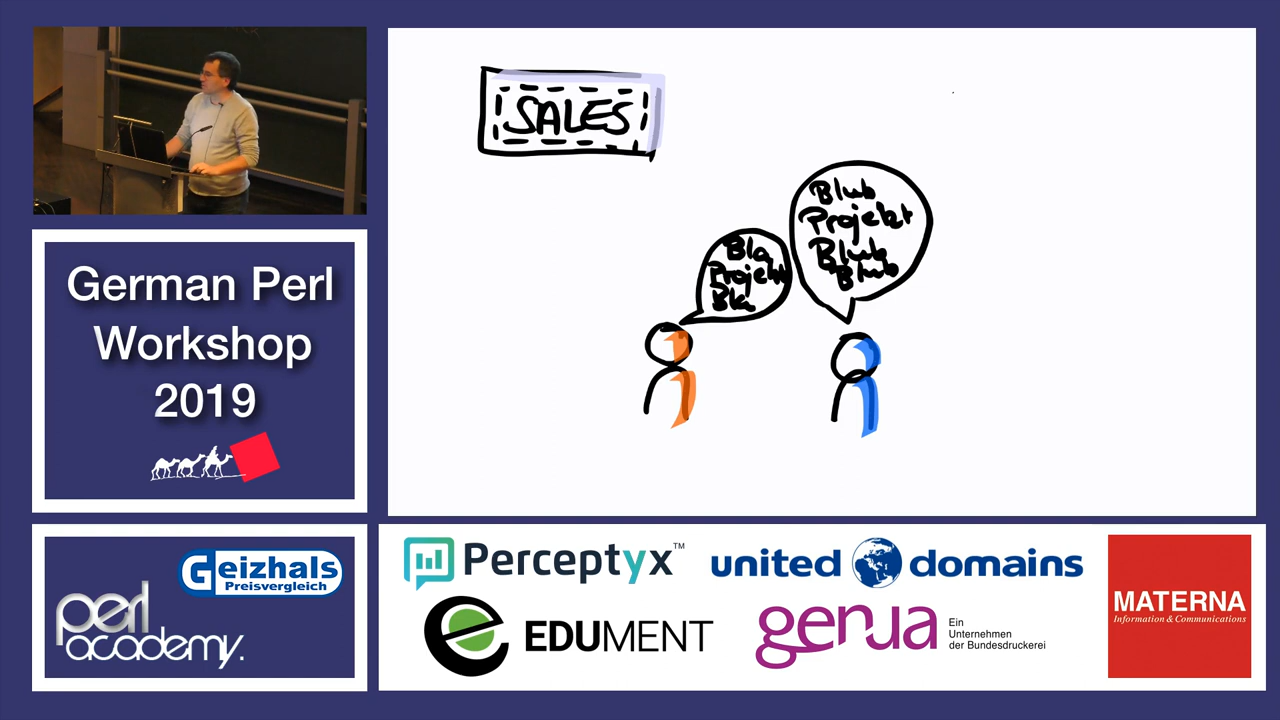 SALES
Blub
Projekt
Blub
Blub
Bla
Projekt
Bla
German Perl
Workshop
2019
Geizhals
Preisvergleich
perl
academy.
Perceptyx™
united domains
EDUMENT
genua
Ein
Unternehmen
der Bundesdruckerei
MATERNA
Information & Communications